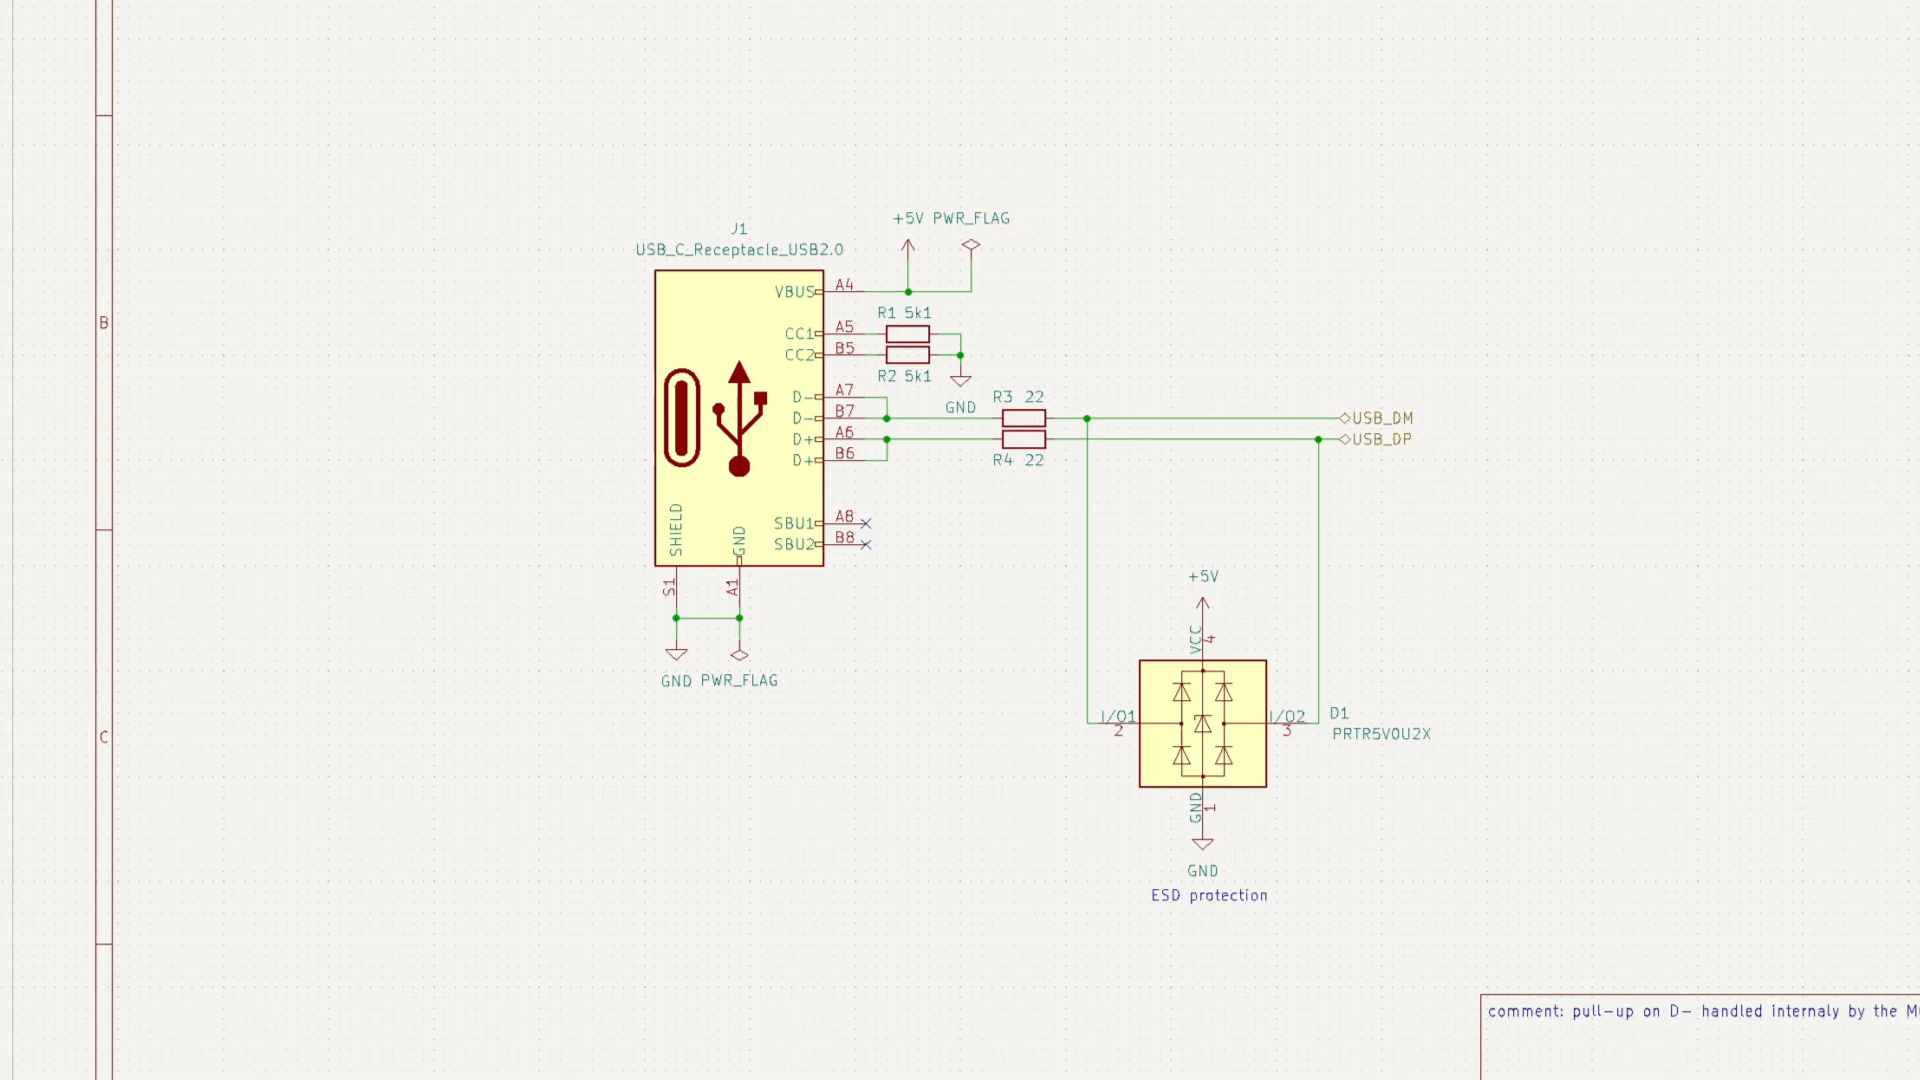 +5V PWR_FLAG
J1
USB_C_Receptacle_USB2.0
VBUS A4
R1 5k1
CC1 A5
CC2 B5
R2 5k1
GND
D- A7
D- B7
D+ A6
D+ B6
R3 22
R4 22
USB_DM
USB_DP
SBU1 A8
SBU2 B8
SHIELD
GND
S1
A1
GND PWR_FLAG
+5V
VCC
4
I/O1
2
I/O2
3
D1
PRTR5V0U2X
GND
1
GND
ESD protection
B
C
comment: pull-up on D- handled internaly by the